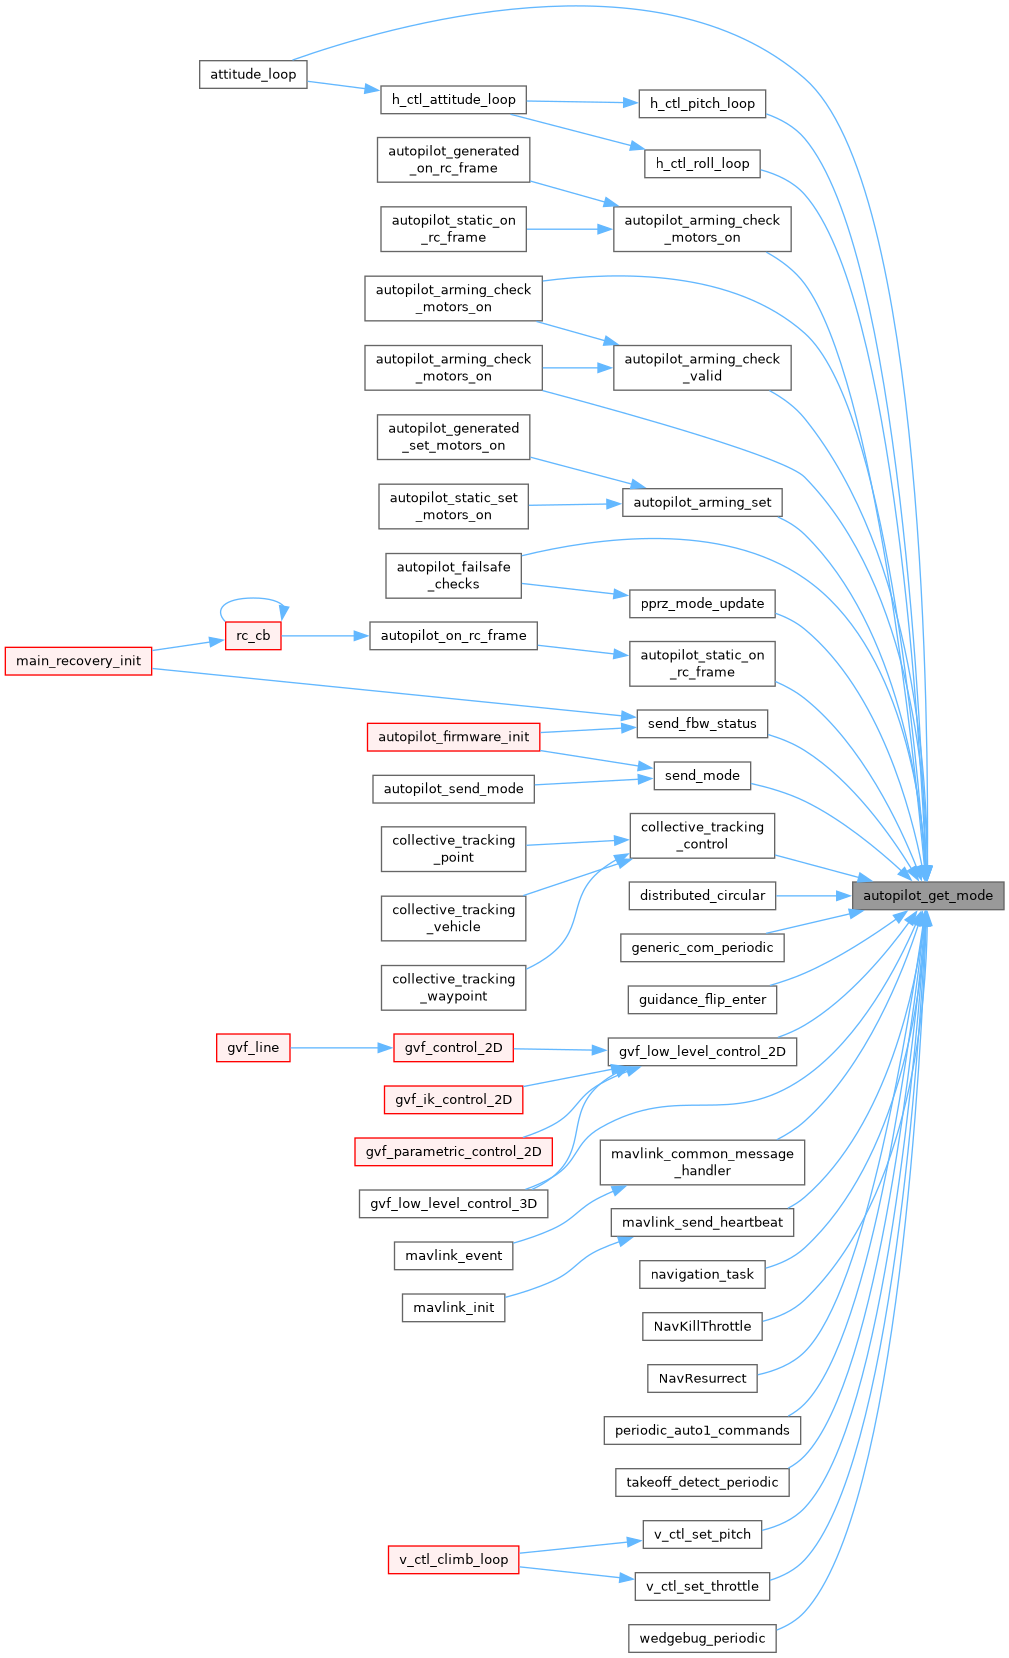 attitude_loop
h_ctl_attitude_loop
h_ctl_pitch_loop
autopilot_generated
_on_rc_frame
h_ctl_roll_loop
autopilot_static_on
_rc_frame
autopilot_arming_check
_motors_on
autopilot_arming_check
_motors_on
autopilot_arming_check
_motors_on
autopilot_arming_check
_valid
autopilot_generated
_set_motors_on
autopilot_static_set
_motors_on
autopilot_arming_set
autopilot_failsafe
_checks
pprz_mode_update
rc_cb
autopilot_on_rc_frame
main_recovery_init
autopilot_static_on
_rc_frame
send_fbw_status
autopilot_firmware_init
send_mode
autopilot_send_mode
collective_tracking
_control
collective_tracking
_point
autopilot_get_mode
distributed_circular
collective_tracking
_vehicle
generic_com_periodic
collective_tracking
_waypoint
guidance_flip_enter
gvf_line
gvf_control_2D
gvf_low_level_control_2D
gvf_ik_control_2D
gvf_parametric_control_2D
mavlink_common_message
_handler
gvf_low_level_control_3D
mavlink_send_heartbeat
mavlink_event
navigation_task
mavlink_init
NavKillThrottle
NavResurrect
periodic_auto1_commands
takeoff_detect_periodic
v_ctl_set_pitch
v_ctl_climb_loop
v_ctl_set_throttle
wedgebug_periodic